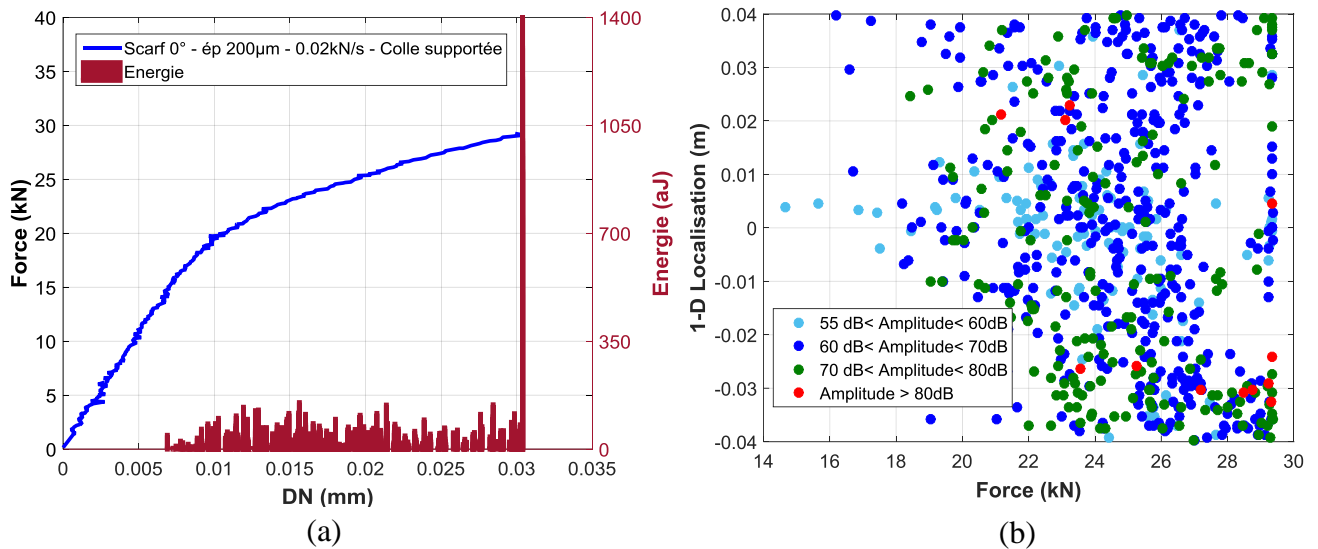 40
35
30
25
20
15
10
5
0
Force (kN)
Scarf 0° - ép 200µm - 0.02kN/s - Colle supportée
Energie
1400
1050
700
350
0
Energie (aJ)
0 0.005 0.01 0.015 0.02 0.025 0.03 0.035
DN (mm)
(a)
0.04
0.03
0.02
0.01
0
-0.01
-0.02
-0.03
-0.04
1-D Localisation (m)
55 dB< Amplitude< 60dB
60 dB< Amplitude< 70dB
70 dB< Amplitude< 80dB
Amplitude > 80dB
14 16 18 20 22 24 26 28 30
Force (kN)
(b)